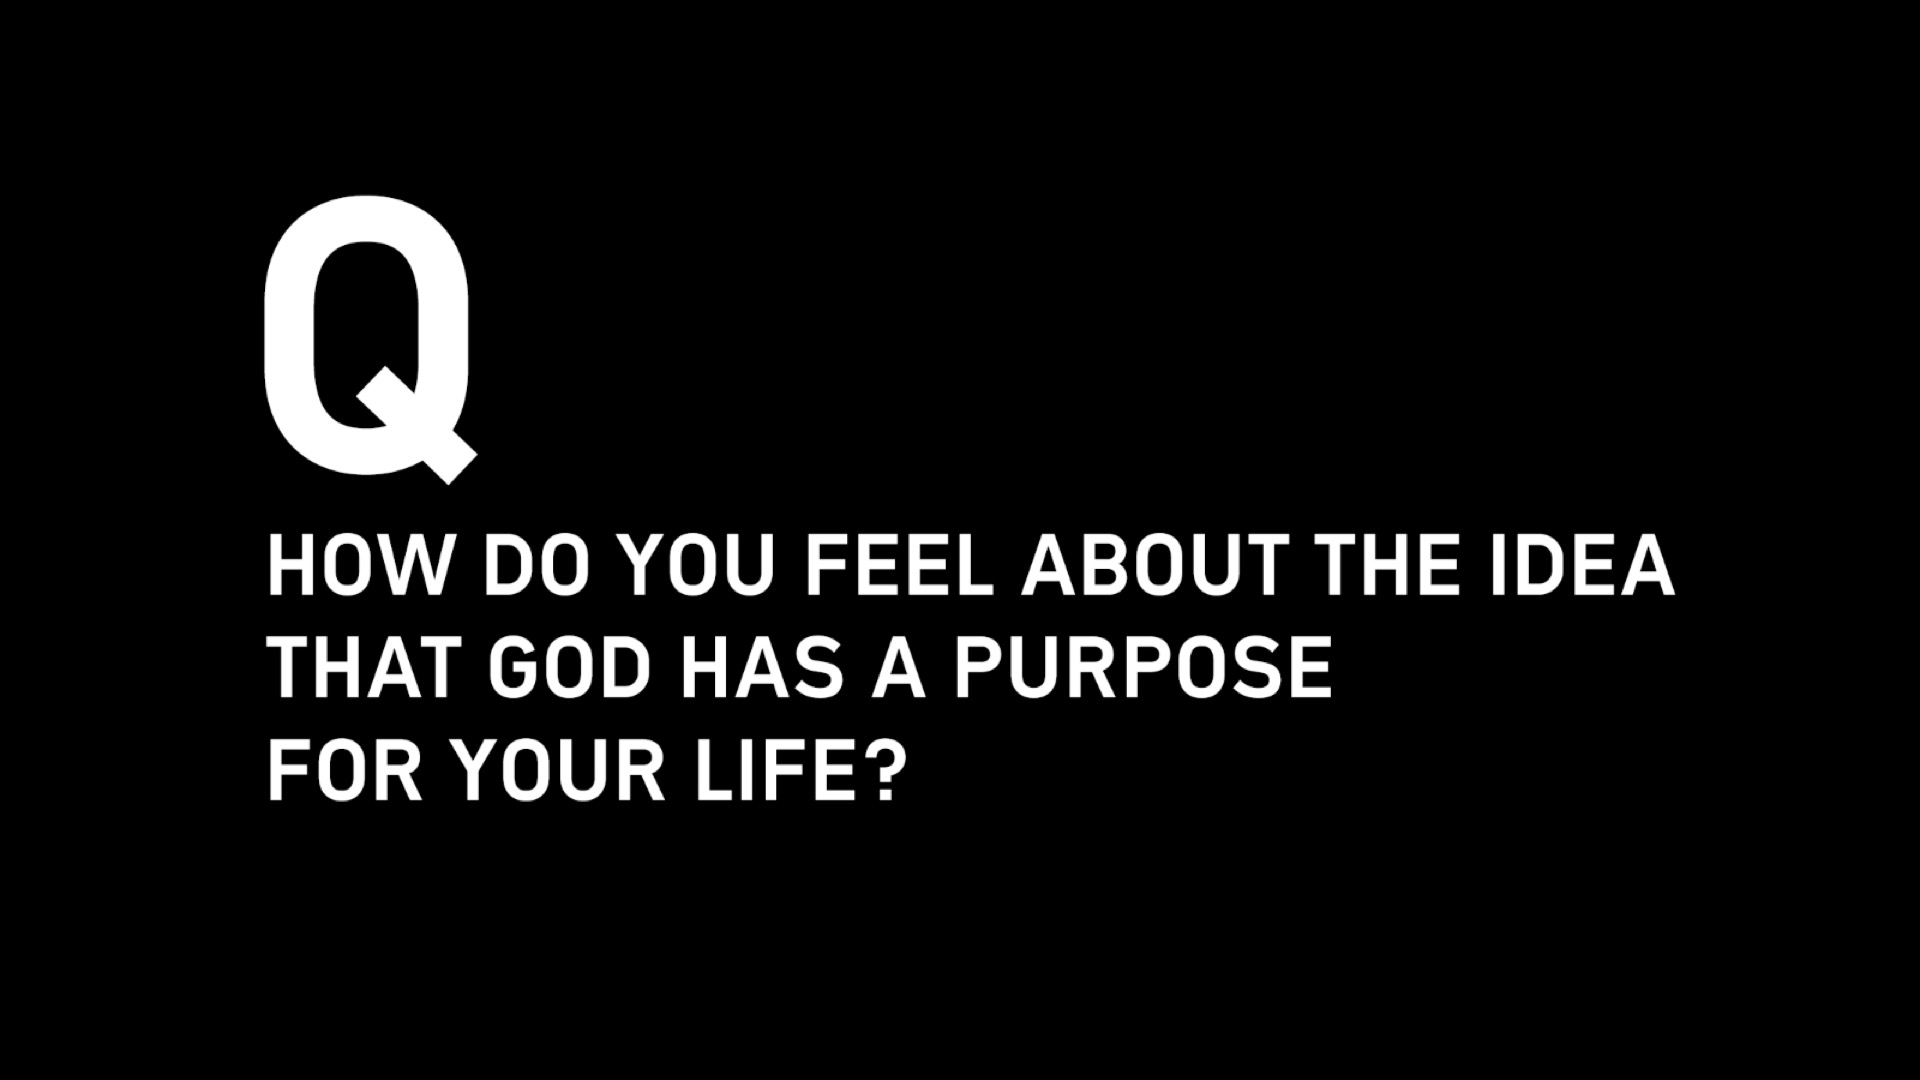 Q
HOW DO YOU FEEL ABOUT THE IDEA
THAT GOD HAS A PURPOSE
FOR YOUR LIFE?